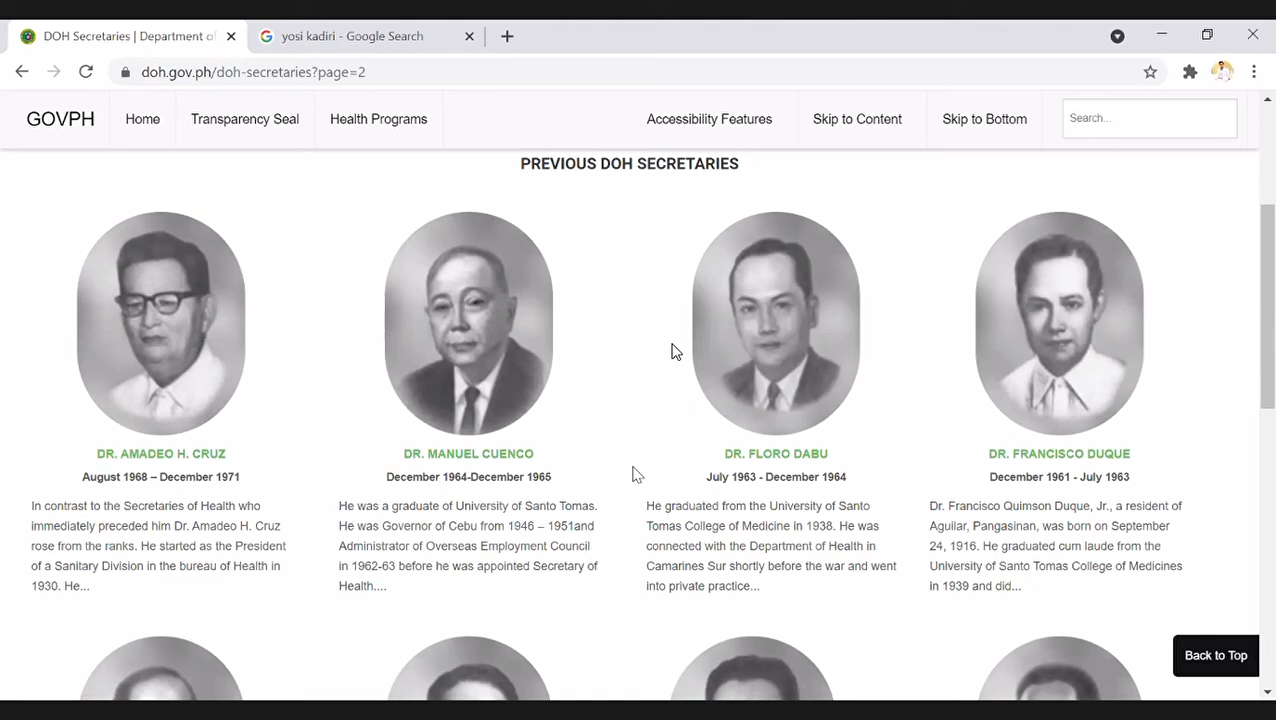 DOH Secretaries | Department of
yosi kadiri - Google Search
doh.gov.ph/doh-secretaries?page=2
GOVPH
Home
Transparency Seal
Health Programs
Accessibility Features
Skip to Content
Skip to Bottom
Search...
PREVIOUS DOH SECRETARIES
DR. AMADEO H. CRUZ
August 1968 – December 1971
In contrast to the Secretaries of Health who
immediately preceded him Dr. Amadeo H. Cruz
rose from the ranks. He started as the President
of a Sanitary Division in the bureau of Health in
1930. He...
DR. MANUEL CUENCO
December 1964-December 1965
He was a graduate of University of Santo Tomas.
He was Governor of Cebu from 1946 – 1951and
Administrator of Overseas Employment Council
in 1962-63 before he was appointed Secretary of
Health....
DR. FLORO DABU
July 1963 - December 1964
He graduated from the University of Santo
Tomas College of Medicine in 1938. He was
connected with the Department of Health in
Camarines Sur shortly before the war and went
into private practice...
DR. FRANCISCO DUQUE
December 1961 - July 1963
Dr. Francisco Quimson Duque, Jr., a resident of
Aguilar, Pangasinan, was born on September
24, 1916. He graduated cum laude from the
University of Santo Tomas College of Medicines
in 1939 and did...
Back to Top